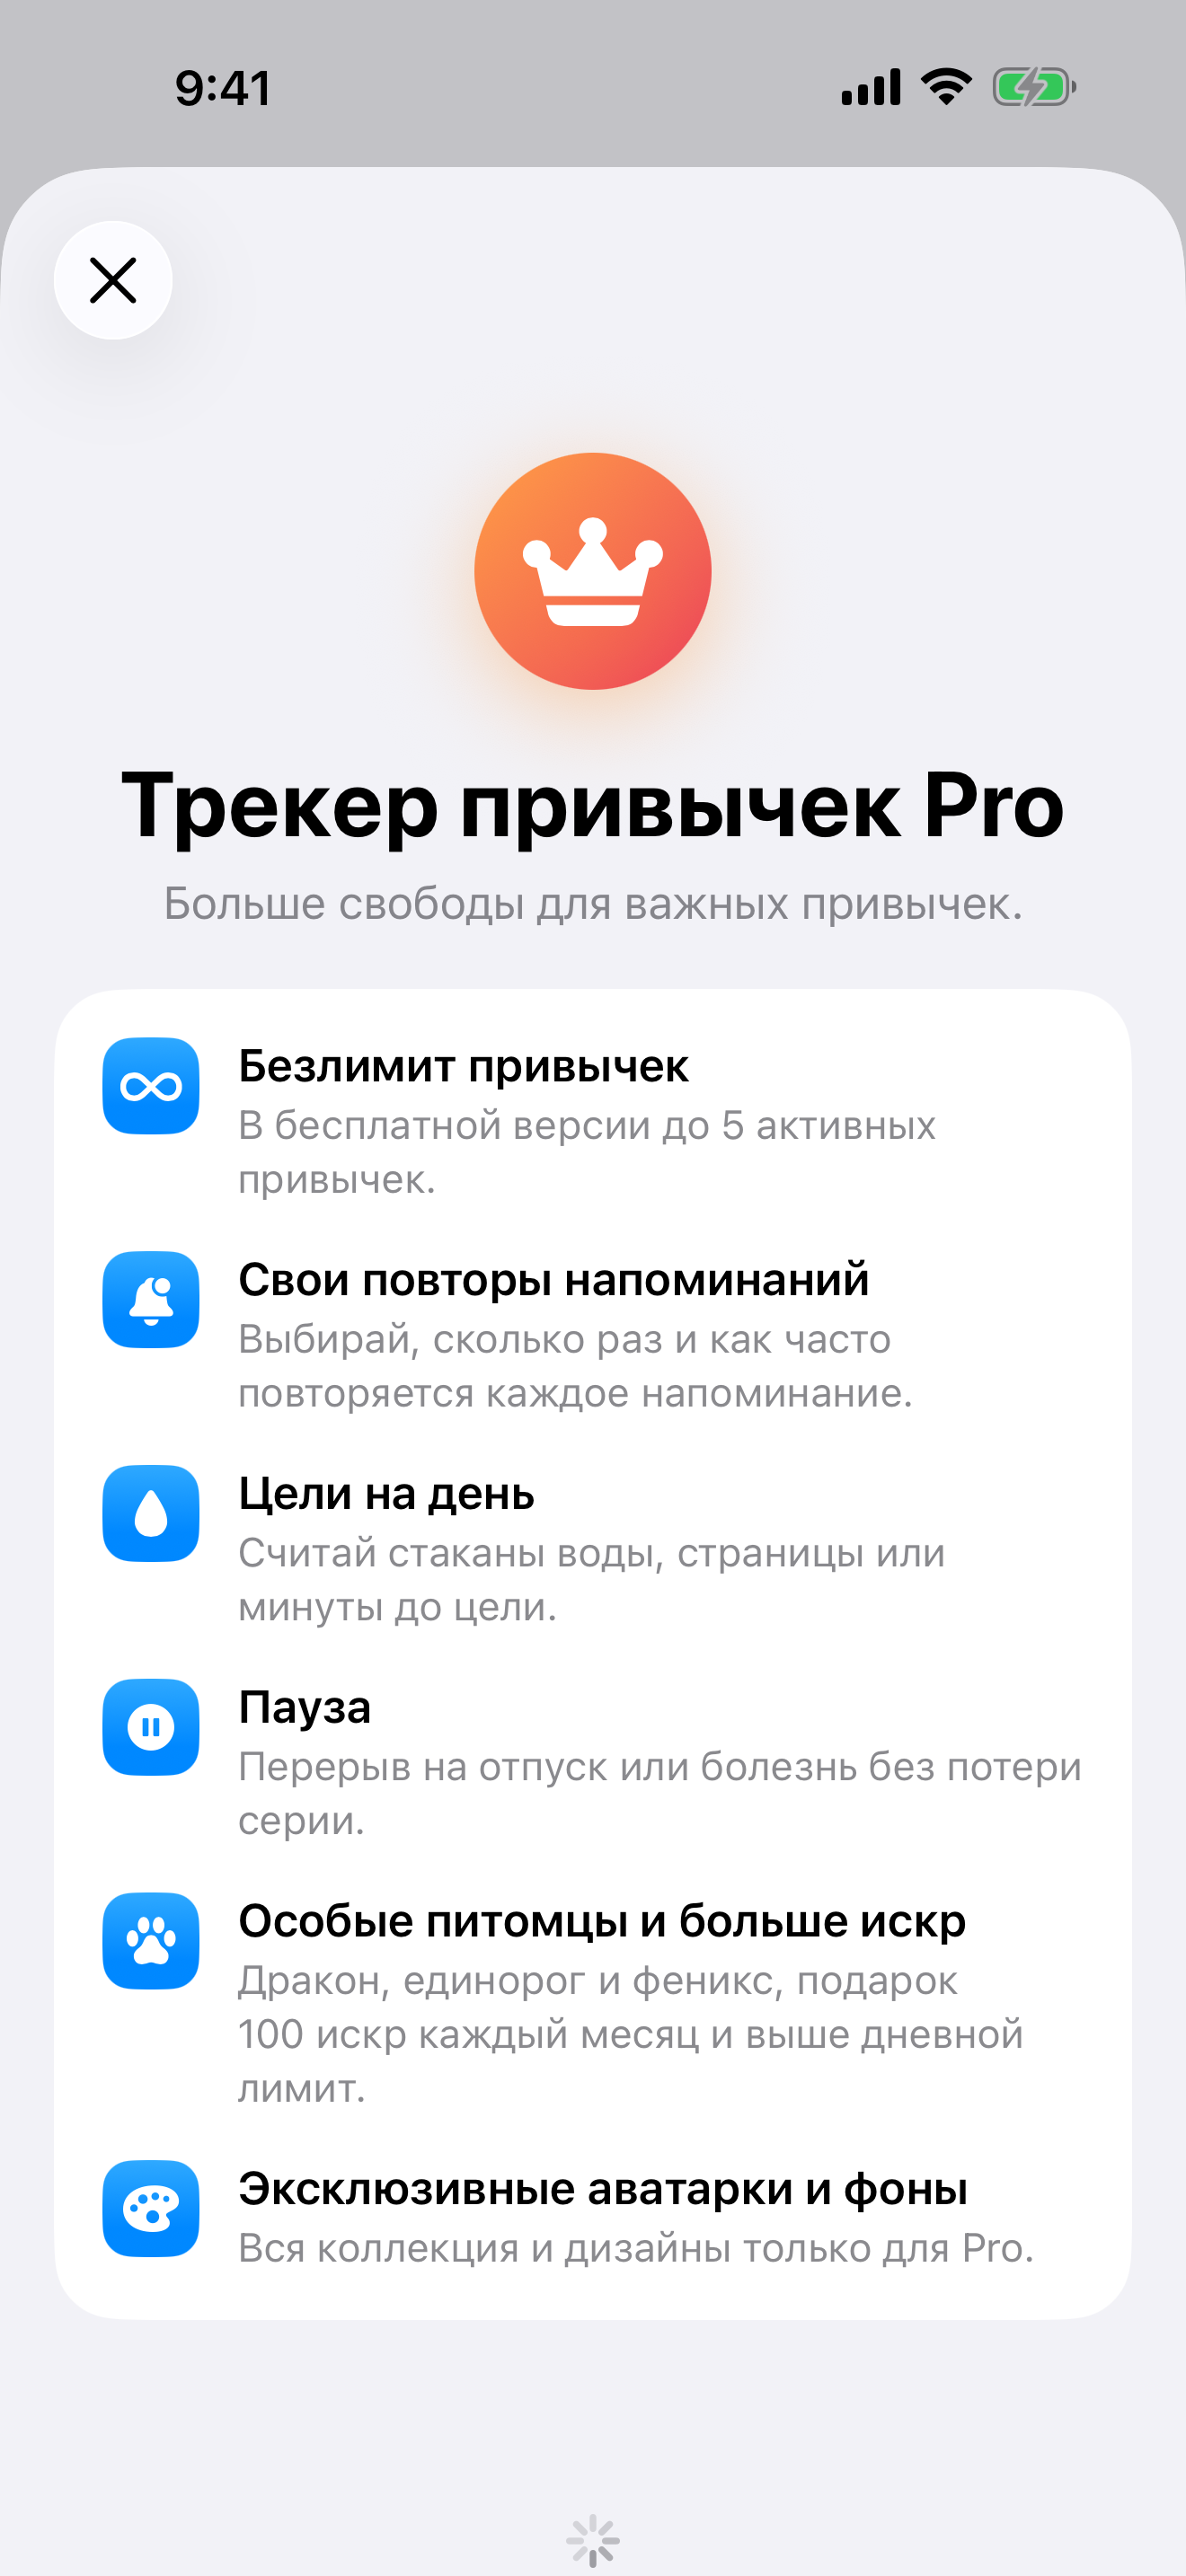 9:41
Трекер привычек Pro
Больше свободы для важных привычек.
Безлимит привычек
В бесплатной версии до 5 активных
привычек.
Свои повторы напоминаний
Выбирай, сколько раз и как часто
повторяется каждое напоминание.
Цели на день
Считай стаканы воды, страницы или
минуты до цели.
Пауза
Перерыв на отпуск или болезнь без потери
серии.
Особые питомцы и больше искр
Дракон, единорог и феникс, подарок
100 искр каждый месяц и выше дневной
лимит.
Эксклюзивные аватарки и фоны
Вся коллекция и дизайны только для Pro.